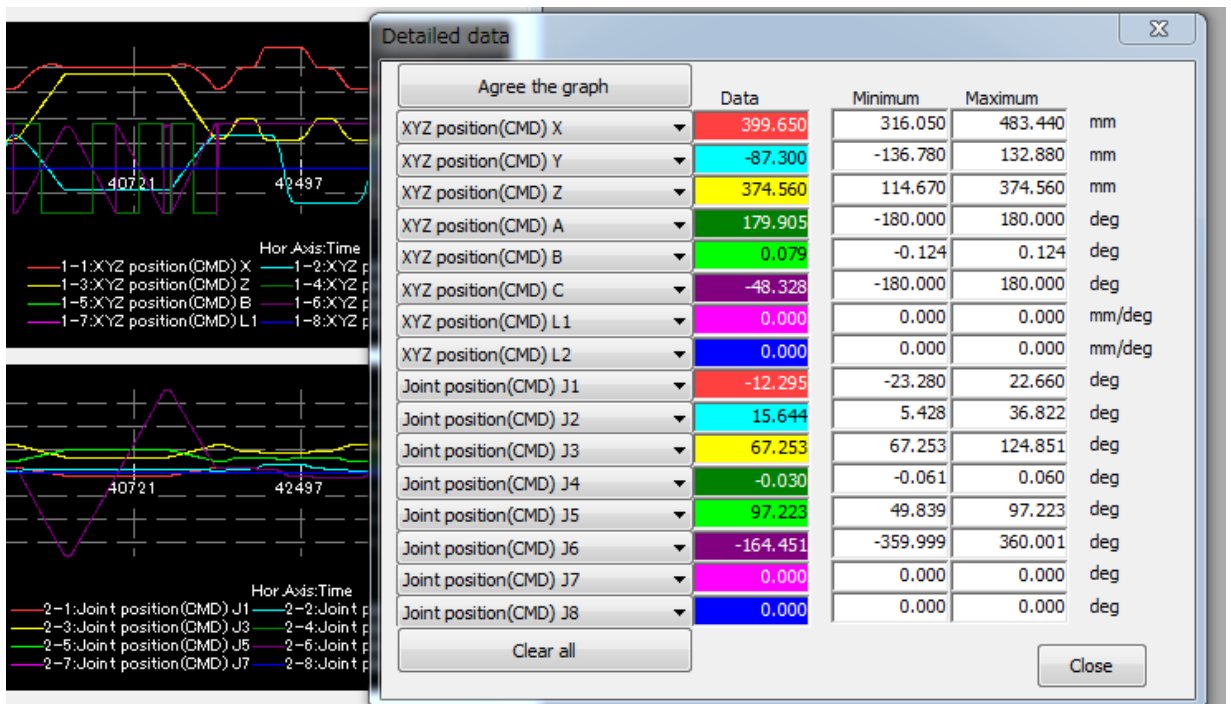 40721 42497
Hor.Axis:Time
1-1:XYZ position(CMD) X 1-2:XYZ
1-3:XYZ position(CMD) Z 1-4:XYZ
1-5:XYZ position(CMD) B 1-6:XYZ
1-7:XYZ position(CMD) L1 1-8:XYZ
40721 42497
Hor.Axis:Time
2-1:Joint position(CMD) J1 2-2:Joint
2-3:Joint position(CMD) J3 2-4:Joint
2-5:Joint position(CMD) J5 2-6:Joint
2-7:Joint position(CMD) J7 2-8:Joint
Detailed data
Agree the graph Data Minimum Maximum
XYZ position(CMD) X 399.650 316.050 483.440 mm
XYZ position(CMD) Y -87.300 -136.780 132.880 mm
XYZ position(CMD) Z 374.560 114.670 374.560 mm
XYZ position(CMD) A 179.905 -180.000 180.000 deg
XYZ position(CMD) B 0.079 -0.124 0.124 deg
XYZ position(CMD) C -48.328 -180.000 180.000 deg
XYZ position(CMD) L1 0.000 0.000 0.000 mm/deg
XYZ position(CMD) L2 0.000 0.000 0.000 mm/deg
Joint position(CMD) J1 -12.295 -23.280 22.660 deg
Joint position(CMD) J2 15.644 5.428 36.822 deg
Joint position(CMD) J3 67.253 67.253 124.851 deg
Joint position(CMD) J4 -0.030 -0.061 0.060 deg
Joint position(CMD) J5 97.223 49.839 97.223 deg
Joint position(CMD) J6 -164.451 -359.999 360.001 deg
Joint position(CMD) J7 0.000 0.000 0.000 deg
Joint position(CMD) J8 0.000 0.000 0.000 deg
Clear all
Close